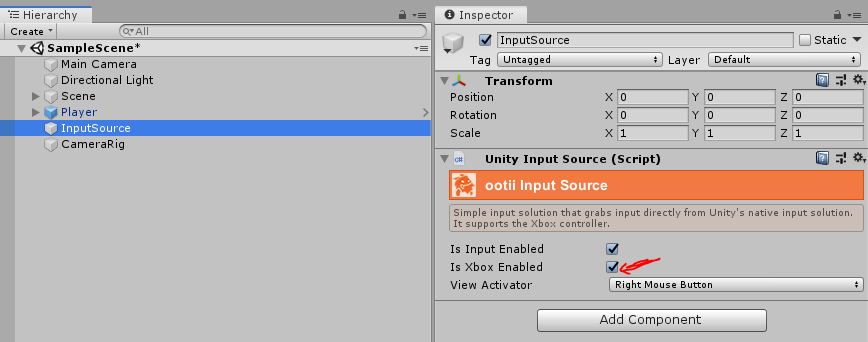 Hierarchy
Create
All
SampleScene*
Main Camera
Directional Light
Scene
Player
InputSource
CameraRig
Inspector
InputSource
Static
Tag Untagged Layer Default
Transform
Position X 0 Y 0 Z 0
Rotation X 0 Y 0 Z 0
Scale X 1 Y 1 Z 1
C#
Unity Input Source (Script)
ootii Input Source
Simple input solution that grabs input directly from Unity's native input solution.
It supports the Xbox controller.
Is Input Enabled
Is Xbox Enabled
View Activator Right Mouse Button
Add Component